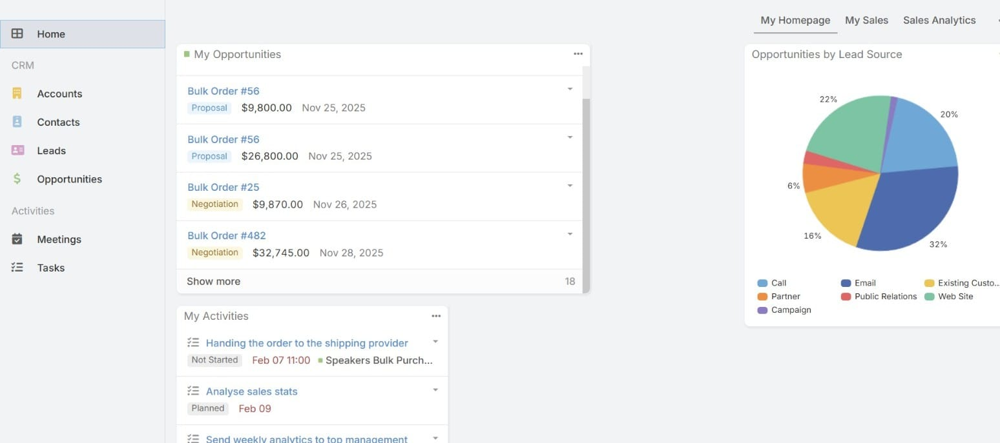 Home
CRM
Accounts
Contacts
Leads
Opportunities
Activities
Meetings
Tasks
My Homepage My Sales Sales Analytics
My Opportunities
Bulk Order #56
Proposal $9,800.00 Nov 25, 2025
Bulk Order #56
Proposal $26,800.00 Nov 25, 2025
Bulk Order #25
Negotiation $9,870.00 Nov 26, 2025
Bulk Order #482
Negotiation $32,745.00 Nov 28, 2025
Show more 18
My Activities
Handing the order to the shipping provider
Not Started Feb 07 11:00 Speakers Bulk Purch...
Analyse sales stats
Planned Feb 09
Send weekly analytics to top management
Opportunities by Lead Source
22%
20%
6%
16%
32%
Call Email Existing Custo...
Partner Public Relations Web Site
Campaign